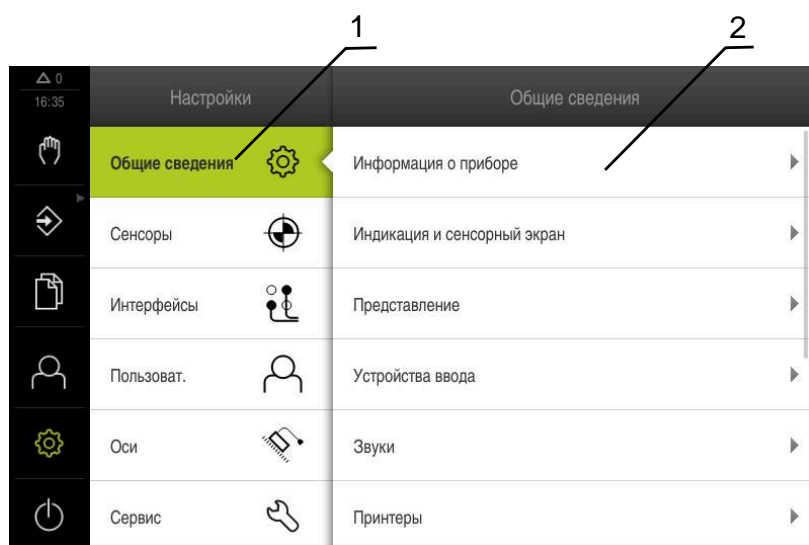 1
2
△ 0
16:35
Настройки
Общие сведения
Общие сведения
Информация о приборе
Сенсоры
Индикация и сенсорный экран
Интерфейсы
Представление
Пользоват.
Устройства ввода
Оси
Звуки
Сервис
Принтеры